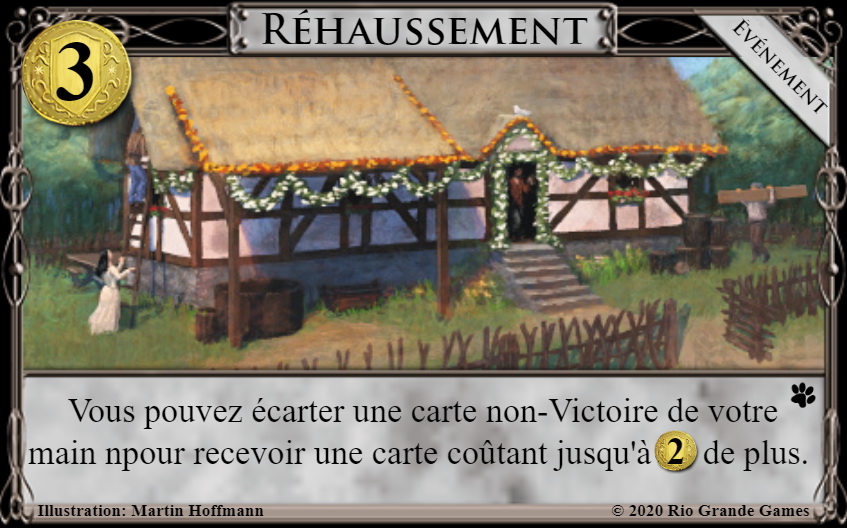 3
RÉHAUSSEMENT
ÉVÉNEMENT
Vous pouvez écarter une carte non-Victoire de votre
main npour recevoir une carte coûtant jusqu'à 2 de plus.
Illustration: Martin Hoffmann
© 2020 Rio Grande Games